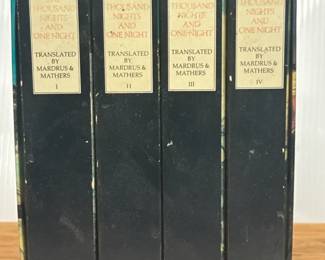 THOUSAND
NIGHTS
AND
ONE NIGHT
TRANSLATED
BY
MARDRUS &
MATHERS
I
THOUSAND
NIGHTS
AND
ONE NIGHT
TRANSLATED
BY
MARDRUS &
MATHERS
II
THOUSAND
NIGHTS
AND
ONE NIGHT
TRANSLATED
BY
MARDRUS &
MATHERS
III
THOUSAND
NIGHTS
AND
ONE NIGHT
TRANSLATED
BY
MARDRUS &
MATHERS
IV